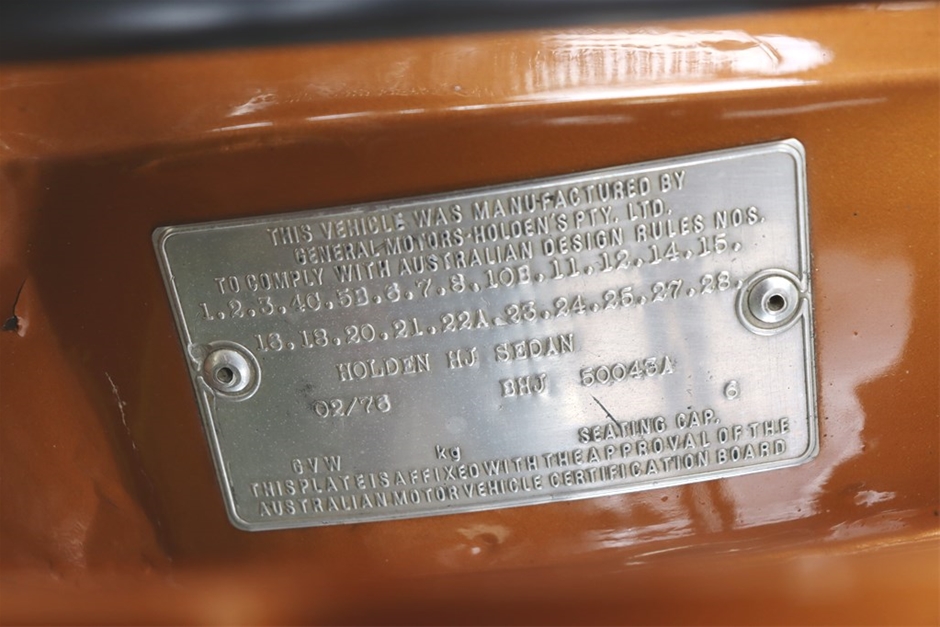 THIS VEHICLE WAS MANUFACTURED BY
GENERAL-MOTORS-HOLDEN'S PTY. LTD.
TO COMPLY WITH AUSTRALIAN DESIGN RULES NOS.
1.2.3.4C.5B.6.7.8.10B.11.12.14.15.
18.18.20.21.22A.23.24.25.27.28.
HOLDEN HJ SEDAN
02/76 BHJ 50043A 6
GVW kg SEATING CAP.
THIS PLATE IS AFFIXED WITH THE APPROVAL OF THE
AUSTRALIAN MOTOR VEHICLE CERTIFICATION BOARD